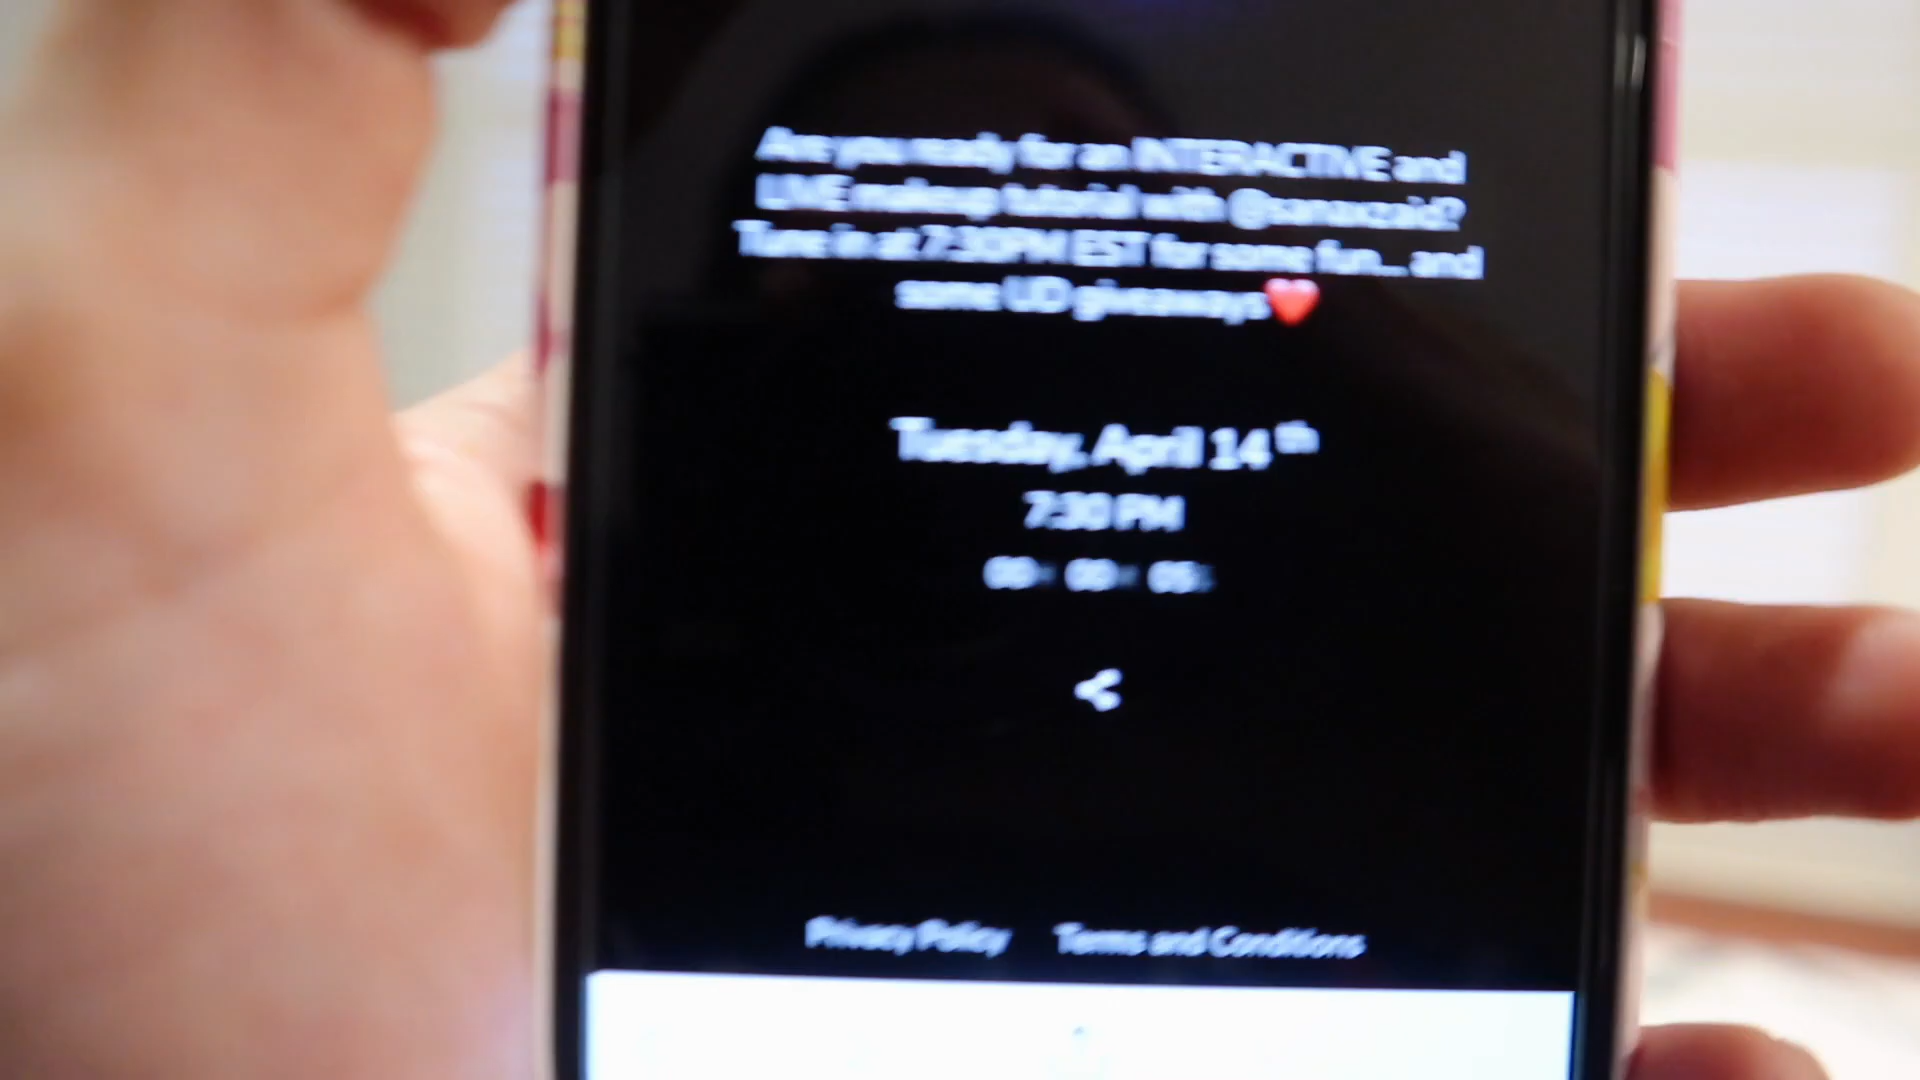 Are you ready for an INTERACTIVE and
LIVE makeup tutorial with
Tune in at 7:30PM EST for some fun... and
some UD giveaways❤️
Tuesday, April 14th
7:30 PM
Privacy Policy Terms and Conditions